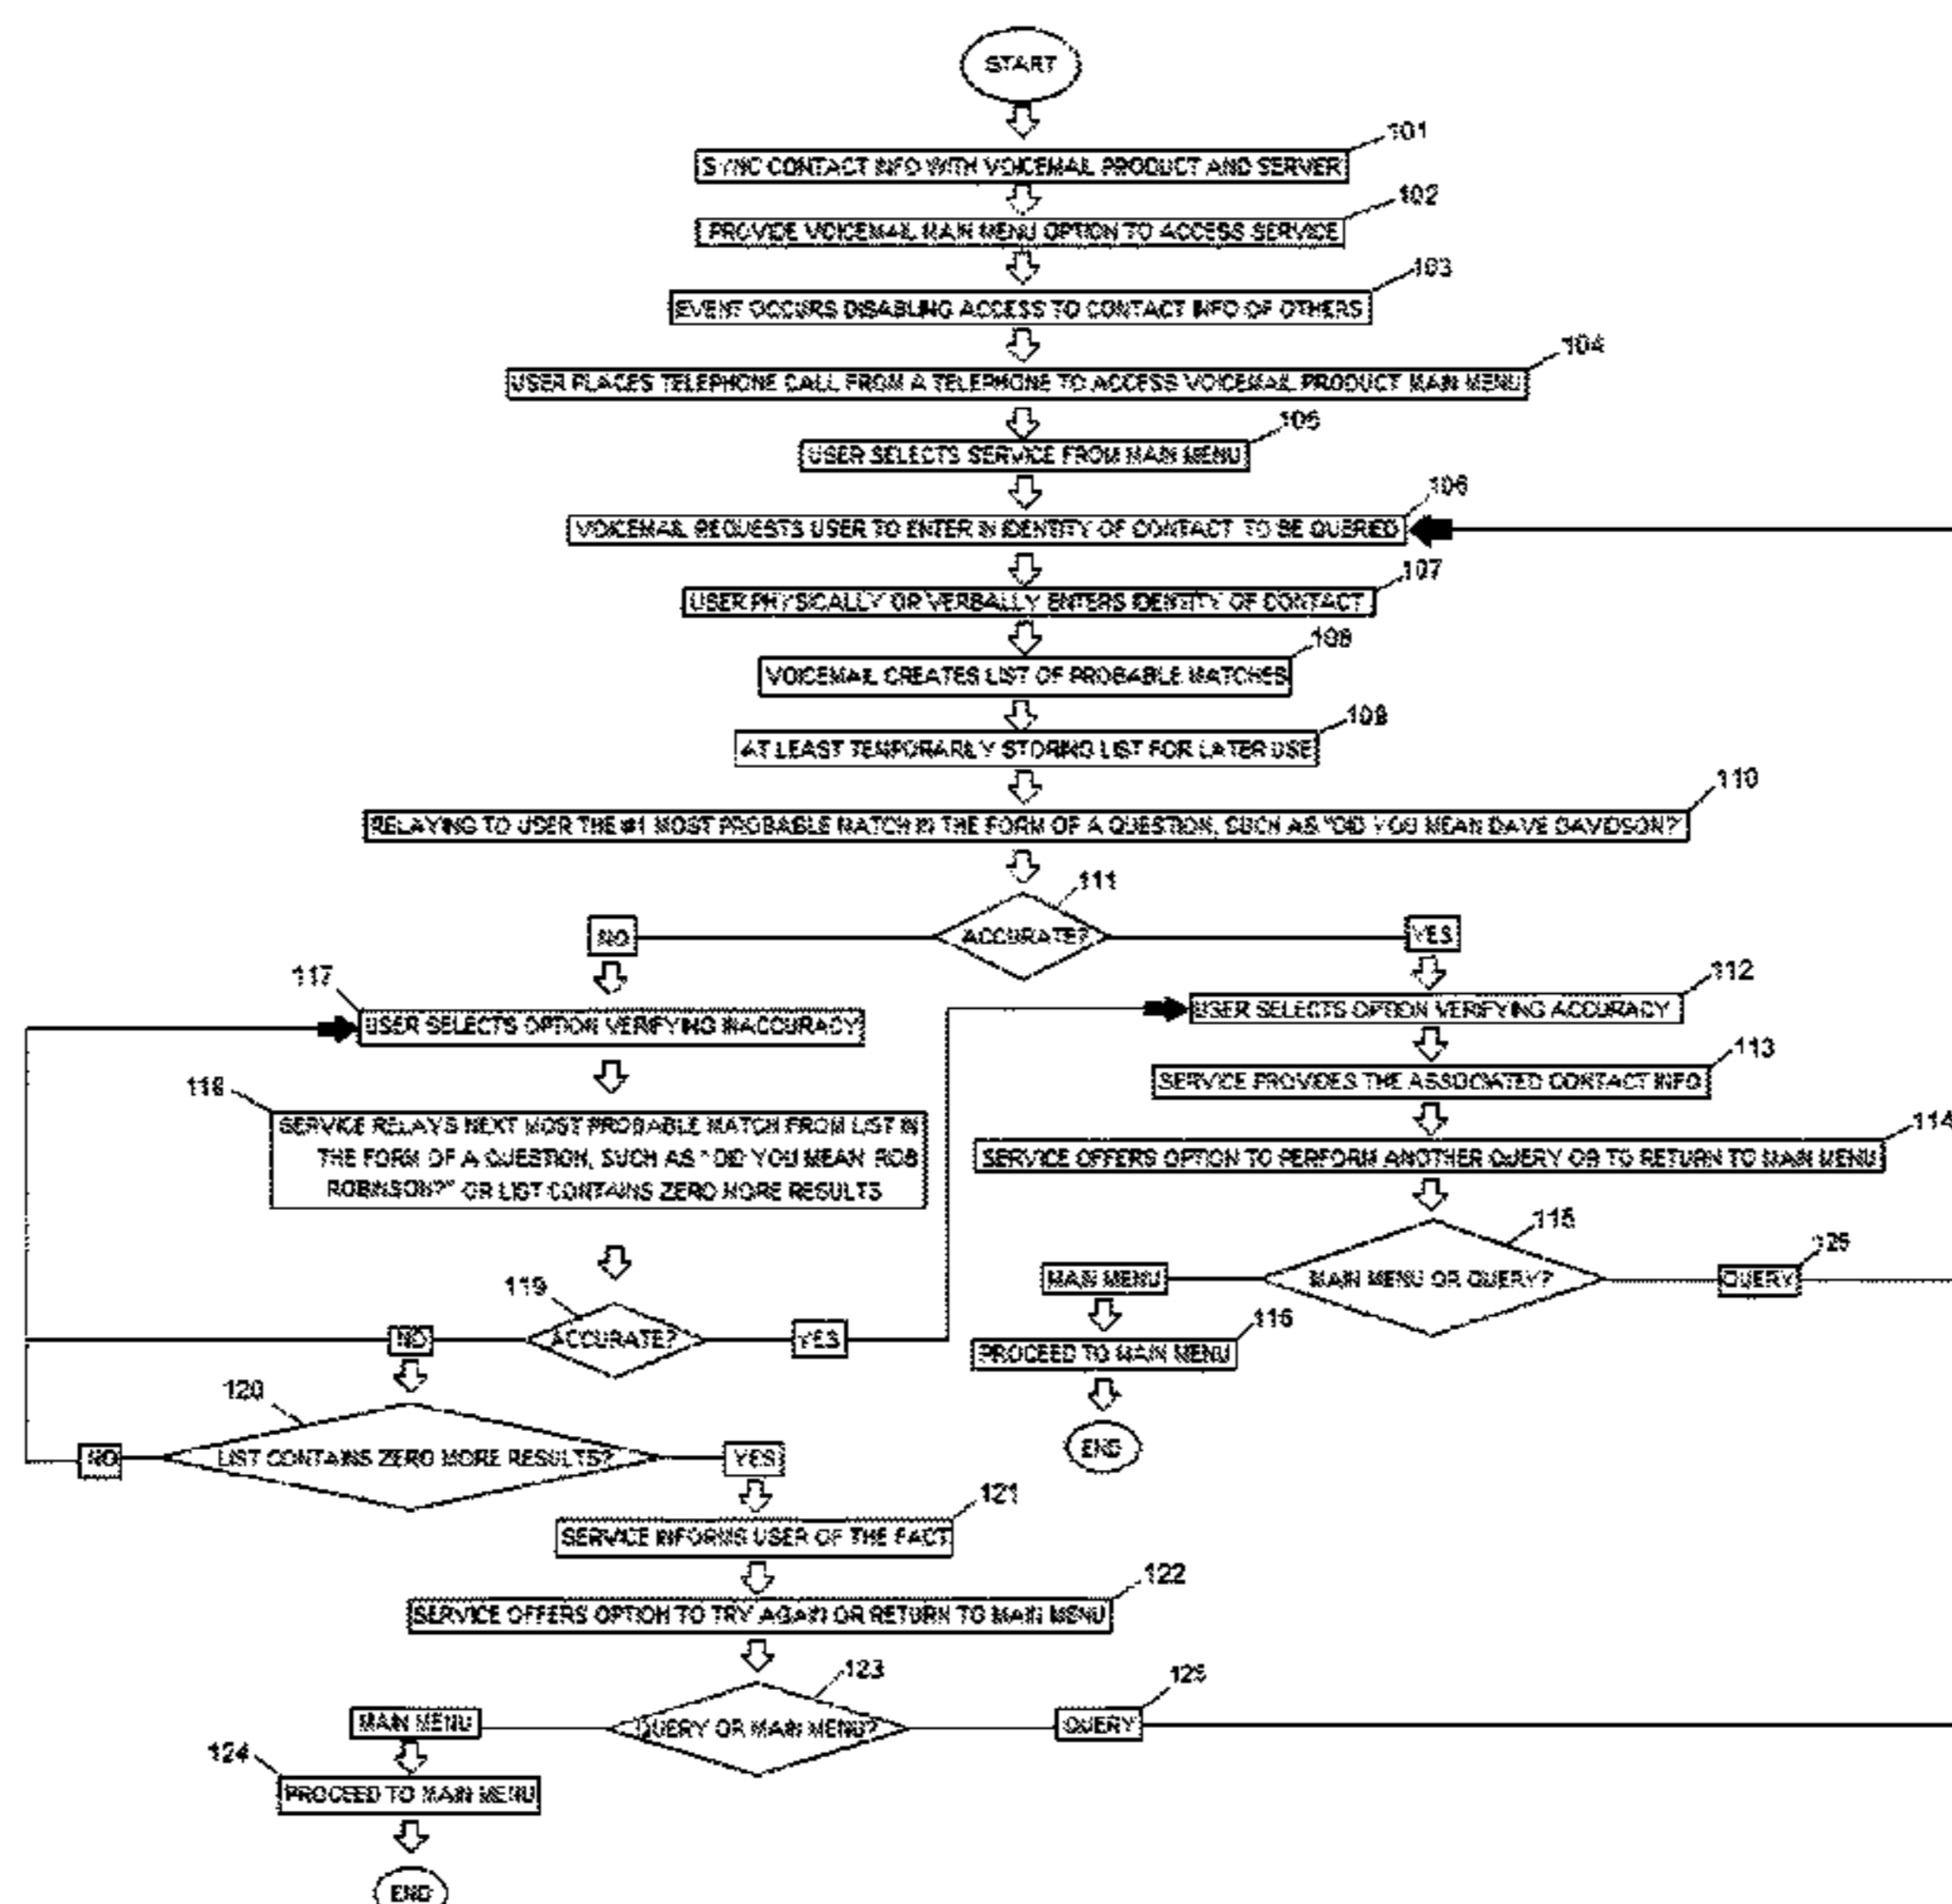 START
101
SYNC CONTACT INFO WITH VOICEMAIL PRODUCT AND SERVER
102
PROVIDE VOICEMAIL MAIN MENU OPTION TO ACCESS SERVICE
103
EVENT OCCURS DISABLING ACCESS TO CONTACT INFO OF OTHERS
104
USER PLACES TELEPHONE CALL FROM A TELEPHONE TO ACCESS VOICEMAIL PRODUCT MAIN MENU
105
USER SELECTS SERVICE FROM MAIN MENU
106
VOICEMAIL REQUESTS USER TO ENTER IN IDENTITY OF CONTACT TO BE QUERIED
107
USER PHYSICALLY OR VERBALLY ENTERS IDENTITY OF CONTACT
108
VOICEMAIL CREATES LIST OF PROBABLE MATCHES
109
AT LEAST TEMPORARILY STORING LIST FOR LATER USE
110
RELAYING TO USER THE #1 MOST PROBABLE MATCH IN THE FORM OF A QUESTION, SUCH AS "DID YOU MEAN DAVE DAVIDSON?"
111
NO
ACCURATE?
YES
117
112
USER SELECTS OPTION VERIFYING INACCURACY
USER SELECTS OPTION VERIFYING ACCURACY
113
SERVICE PROVIDES THE ASSOCIATED CONTACT INFO
118
SERVICE RELAYS NEXT MOST PROBABLE MATCH FROM LIST IN
THE FORM OF A QUESTION, SUCH AS " DID YOU MEAN ROB
ROBINSON?" OR LIST CONTAINS ZERO MORE RESULTS
114
SERVICE OFFERS OPTION TO PERFORM ANOTHER QUERY OR TO RETURN TO MAIN MENU
115
MAIN MENU
MAIN MENU OR QUERY?
125
QUERY
119
NO
ACCURATE?
YES
116
PROCEED TO MAIN MENU
END
120
NO
LIST CONTAINS ZERO MORE RESULTS?
YES
121
SERVICE INFORMS USER OF THE FACT
122
SERVICE OFFERS OPTION TO TRY AGAIN OR RETURN TO MAIN MENU
123
MAIN MENU
QUERY OR MAIN MENU?
125
QUERY
124
PROCEED TO MAIN MENU
END